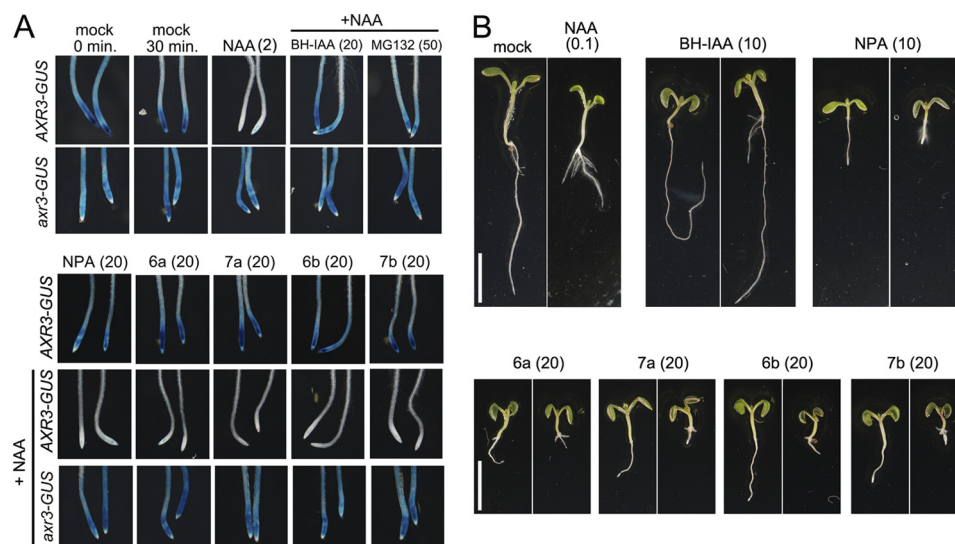 A
mock
0 min.
mock
30 min.
NAA (2)
+NAA
BH-IAA (20)
MG132 (50)
AXR3-GUS
axr3-GUS
NPA (20)
6a (20)
7a (20)
6b (20)
7b (20)
AXR3-GUS
+ NAA
AXR3-GUS
axr3-GUS
B
mock
NAA
(0.1)
BH-IAA (10)
NPA (10)
6a (20)
7a (20)
6b (20)
7b (20)